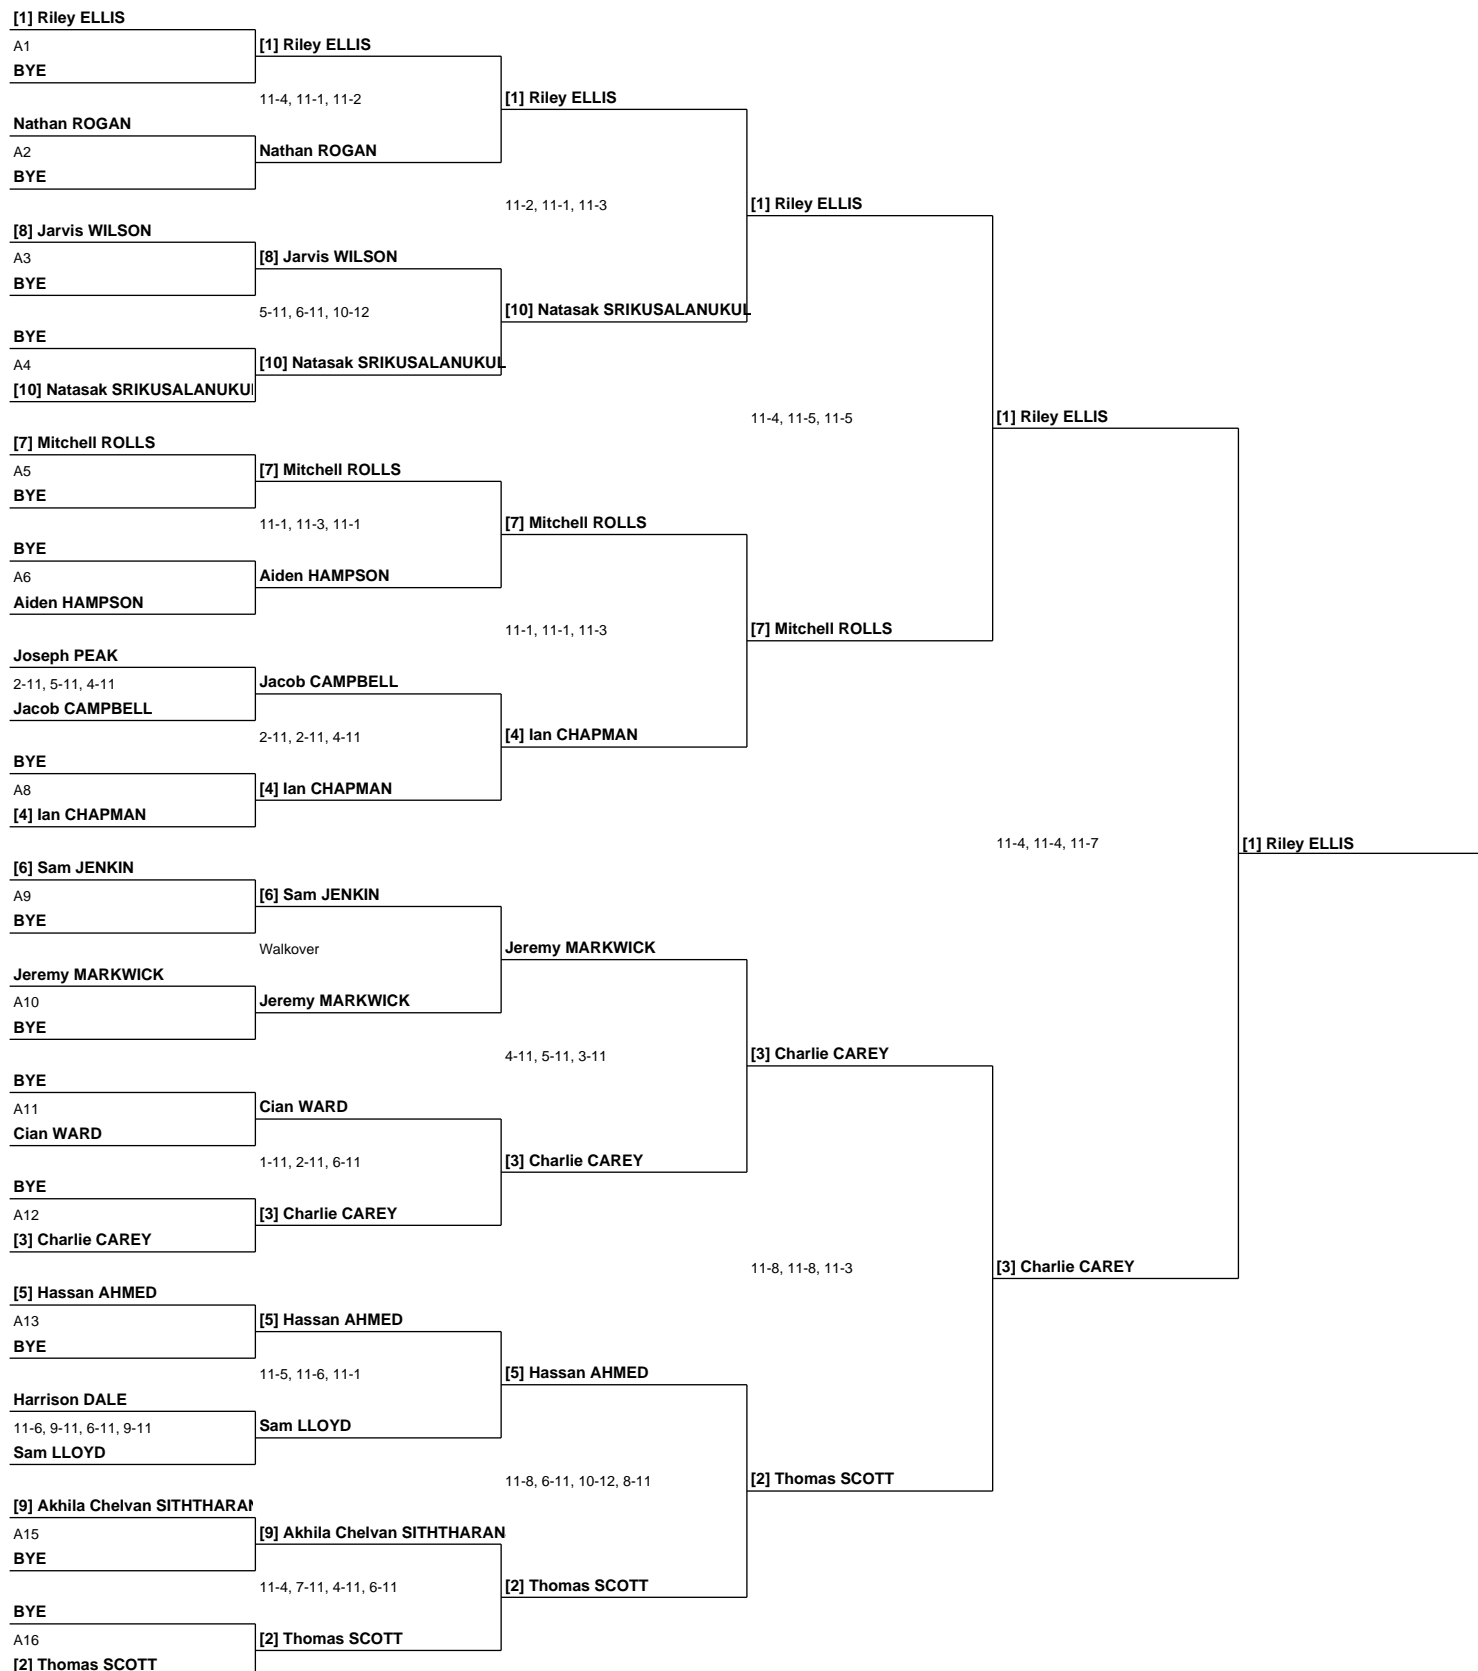 [1] Riley ELLIS
A1
BYE
Nathan ROGAN
A2
BYE
[8] Jarvis WILSON
A3
BYE
BYE
A4
[10] Natasak SRIKUSALANUKUL
[7] Mitchell ROLLS
A5
BYE
BYE
A6
Aiden HAMPSON
Joseph PEAK
2-11, 5-11, 4-11
Jacob CAMPBELL
BYE
A8
[4] Ian CHAPMAN
[6] Sam JENKIN
A9
BYE
Jeremy MARKWICK
A10
BYE
BYE
A11
Cian WARD
BYE
A12
[3] Charlie CAREY
[5] Hassan AHMED
A13
BYE
Harrison DALE
11-6, 9-11, 6-11, 9-11
Sam LLOYD
[9] Akhila Chelvan SITHTHARAN
A15
BYE
BYE
A16
[2] Thomas SCOTT
[1] Riley ELLIS
11-4, 11-1, 11-2
Nathan ROGAN
[8] Jarvis WILSON
5-11, 6-11, 10-12
[10] Natasak SRIKUSALANUKUL
[7] Mitchell ROLLS
11-1, 11-3, 11-1
Aiden HAMPSON
Jacob CAMPBELL
2-11, 2-11, 4-11
[4] Ian CHAPMAN
[6] Sam JENKIN
Walkover
Jeremy MARKWICK
Cian WARD
1-11, 2-11, 6-11
[3] Charlie CAREY
[5] Hassan AHMED
11-5, 11-6, 11-1
Sam LLOYD
[9] Akhila Chelvan SITHTHARAN
11-4, 7-11, 4-11, 6-11
[2] Thomas SCOTT
[1] Riley ELLIS
11-2, 11-1, 11-3
[10] Natasak SRIKUSALANUKUL
[7] Mitchell ROLLS
11-1, 11-1, 11-3
[4] Ian CHAPMAN
Jeremy MARKWICK
4-11, 5-11, 3-11
[3] Charlie CAREY
[5] Hassan AHMED
11-8, 6-11, 10-12, 8-11
[2] Thomas SCOTT
[1] Riley ELLIS
11-4, 11-5, 11-5
[7] Mitchell ROLLS
[3] Charlie CAREY
11-8, 11-8, 11-3
[2] Thomas SCOTT
[1] Riley ELLIS
11-4, 11-4, 11-7
[3] Charlie CAREY
[1] Riley ELLIS